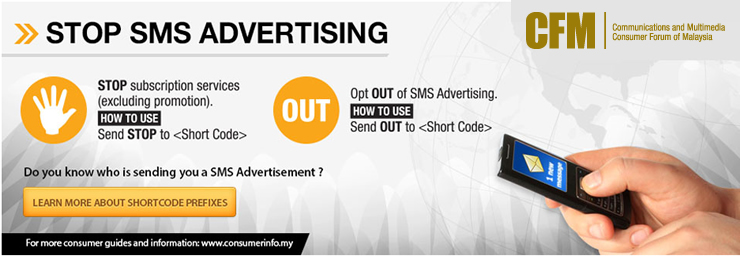 STOP SMS ADVERTISING
CFM
Communications and Multimedia
Consumer Forum of Malaysia
STOP subscription services
(excluding promotion).
HOW TO USE
Send STOP to <Short Code>
OUT
Opt OUT of SMS Advertising.
HOW TO USE
Send OUT to <Short Code>
1 new
message
Do you know who is sending you a SMS Advertisement ?
LEARN MORE ABOUT SHORTCODE PREFIXES
For more consumer guides and information: www.consumerinfo.my